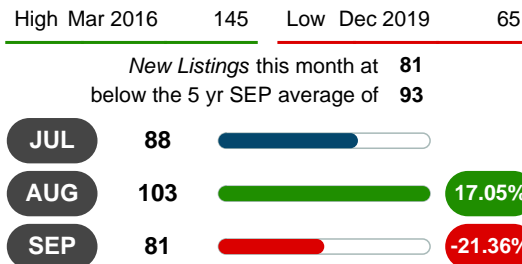 High Mar 2016 145 Low Dec 2019 65
New Listings this month at 81
below the 5 yr SEP average of 93
JUL 88
AUG 103 17.05%
SEP 81 -21.36%